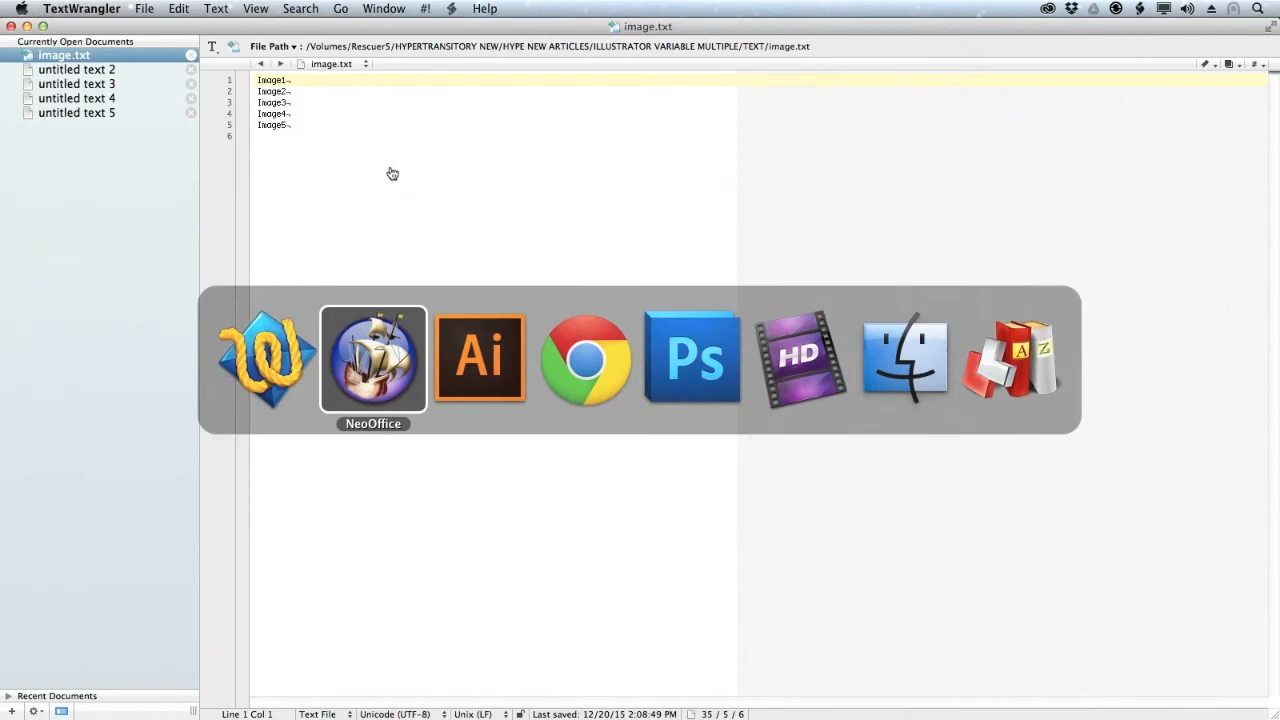 TextWrangler File Edit Text View Search Go Window #! Help
image.txt
Currently Open Documents
image.txt
untitled text 2
untitled text 3
untitled text 4
untitled text 5
File Path ▾ : /Volumes/Rescuer5/HYPERTRANSITORY NEW/HYPE NEW ARTICLES/ILLUSTRATOR VARIABLE MULTIPLE/TEXT/image.txt
image.txt
1 Image1¬
2 Image2¬
3 Image3¬
4 Image4¬
5 Image5¬
6
Ai
Ps
HD
A Z
NeoOffice
Recent Documents
Line 1 Col 1 Text File Unicode (UTF-8) Unix (LF) Last saved: 12/20/15 2:08:49 PM 35 / 5 / 6